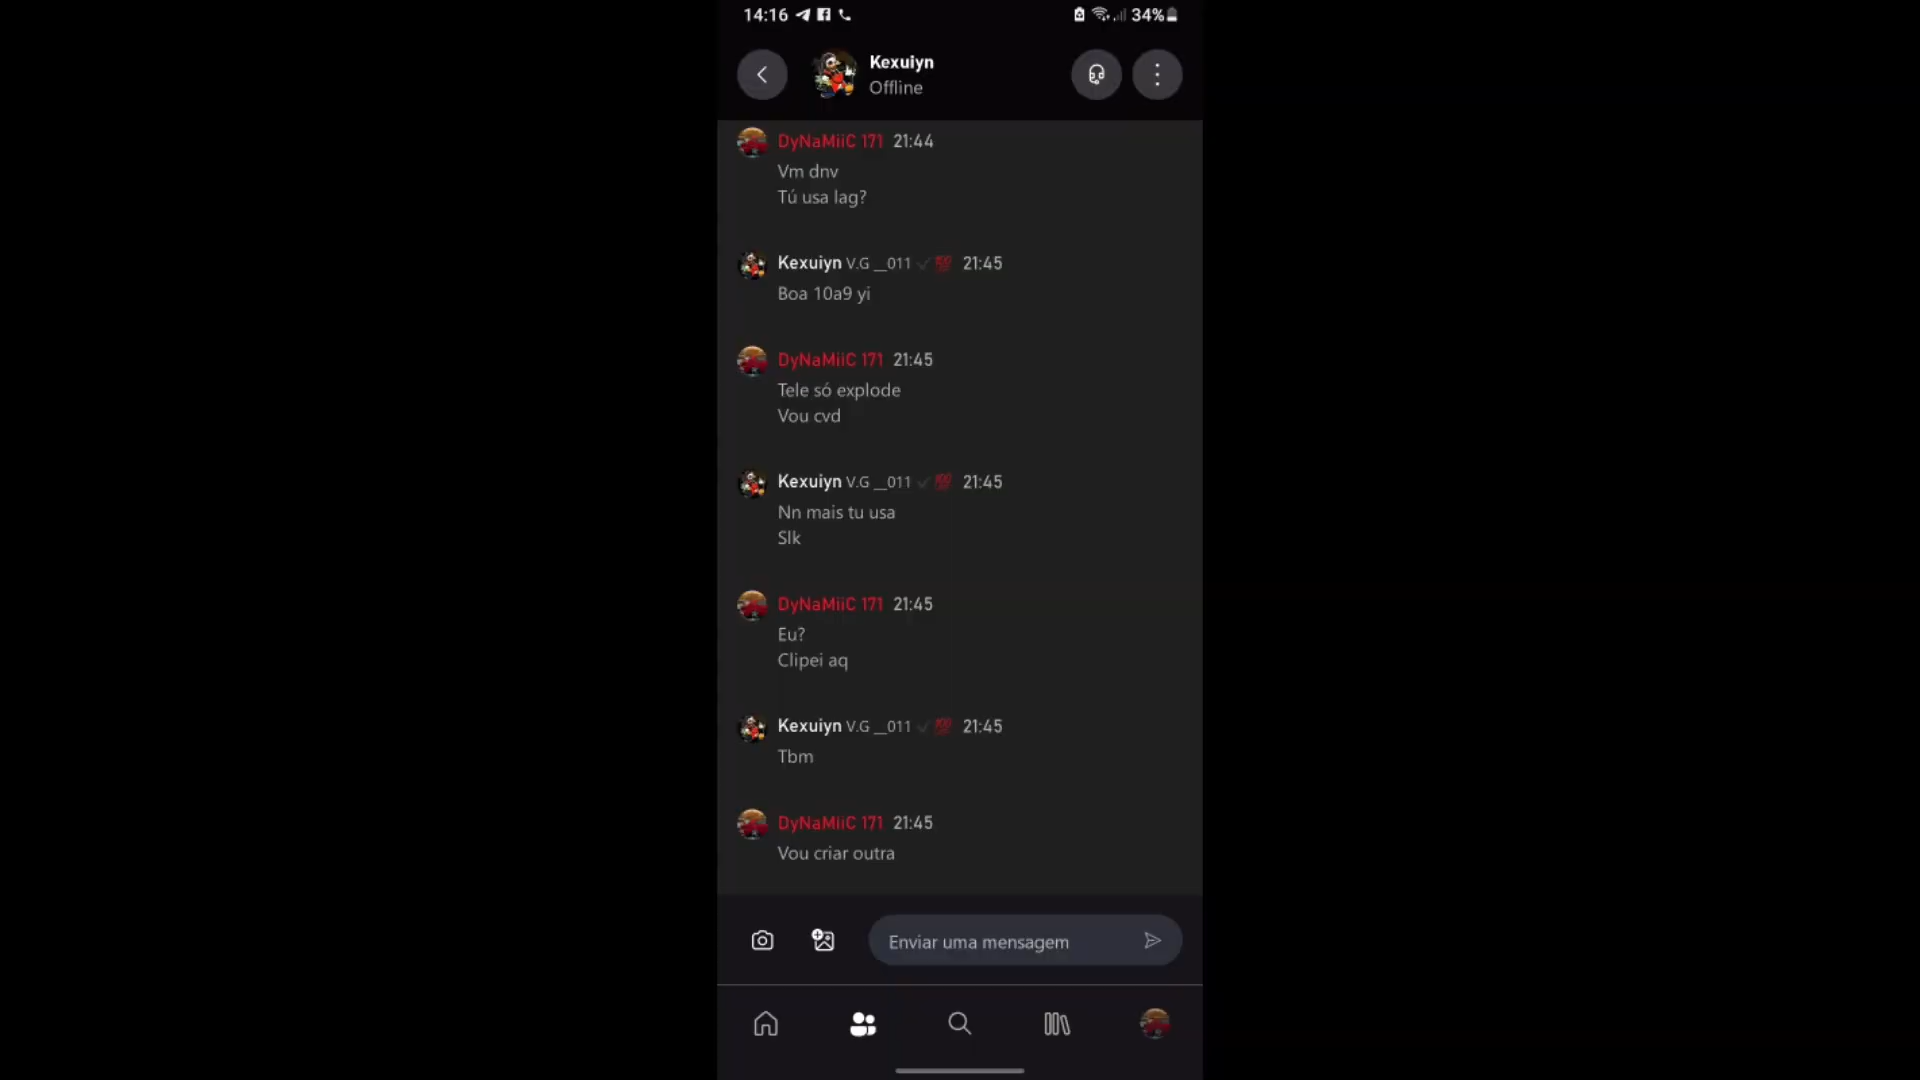 14:16 34%
Kexuiyn
Offline
DyNaMiiC 171 21:44
Vm dnv
Tú usa lag?
Kexuiyn V.G __011 ✓💯 21:45
Boa 10a9 yi
DyNaMiiC 171 21:45
Tele só explode
Vou cvd
Kexuiyn V.G __011 ✓💯 21:45
Nn mais tu usa
Slk
DyNaMiiC 171 21:45
Eu?
Clipei aq
Kexuiyn V.G __011 ✓💯 21:45
Tbm
DyNaMiiC 171 21:45
Vou criar outra
Enviar uma mensagem